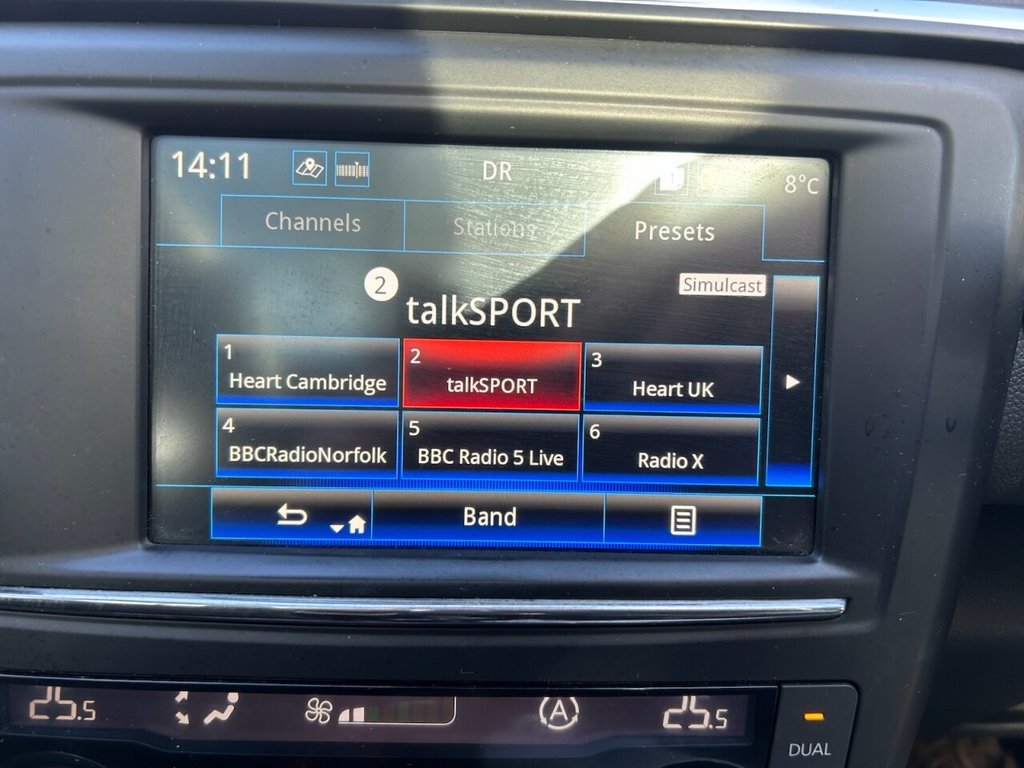 14:11
DR
8°C
Channels
Stations
Presets
2
Simulcast
talkSPORT
1
Heart Cambridge
2
talkSPORT
3
Heart UK
4
BBCRadioNorfolk
5
BBC Radio 5 Live
6
Radio X
Band
25.5
A
25.5
DUAL